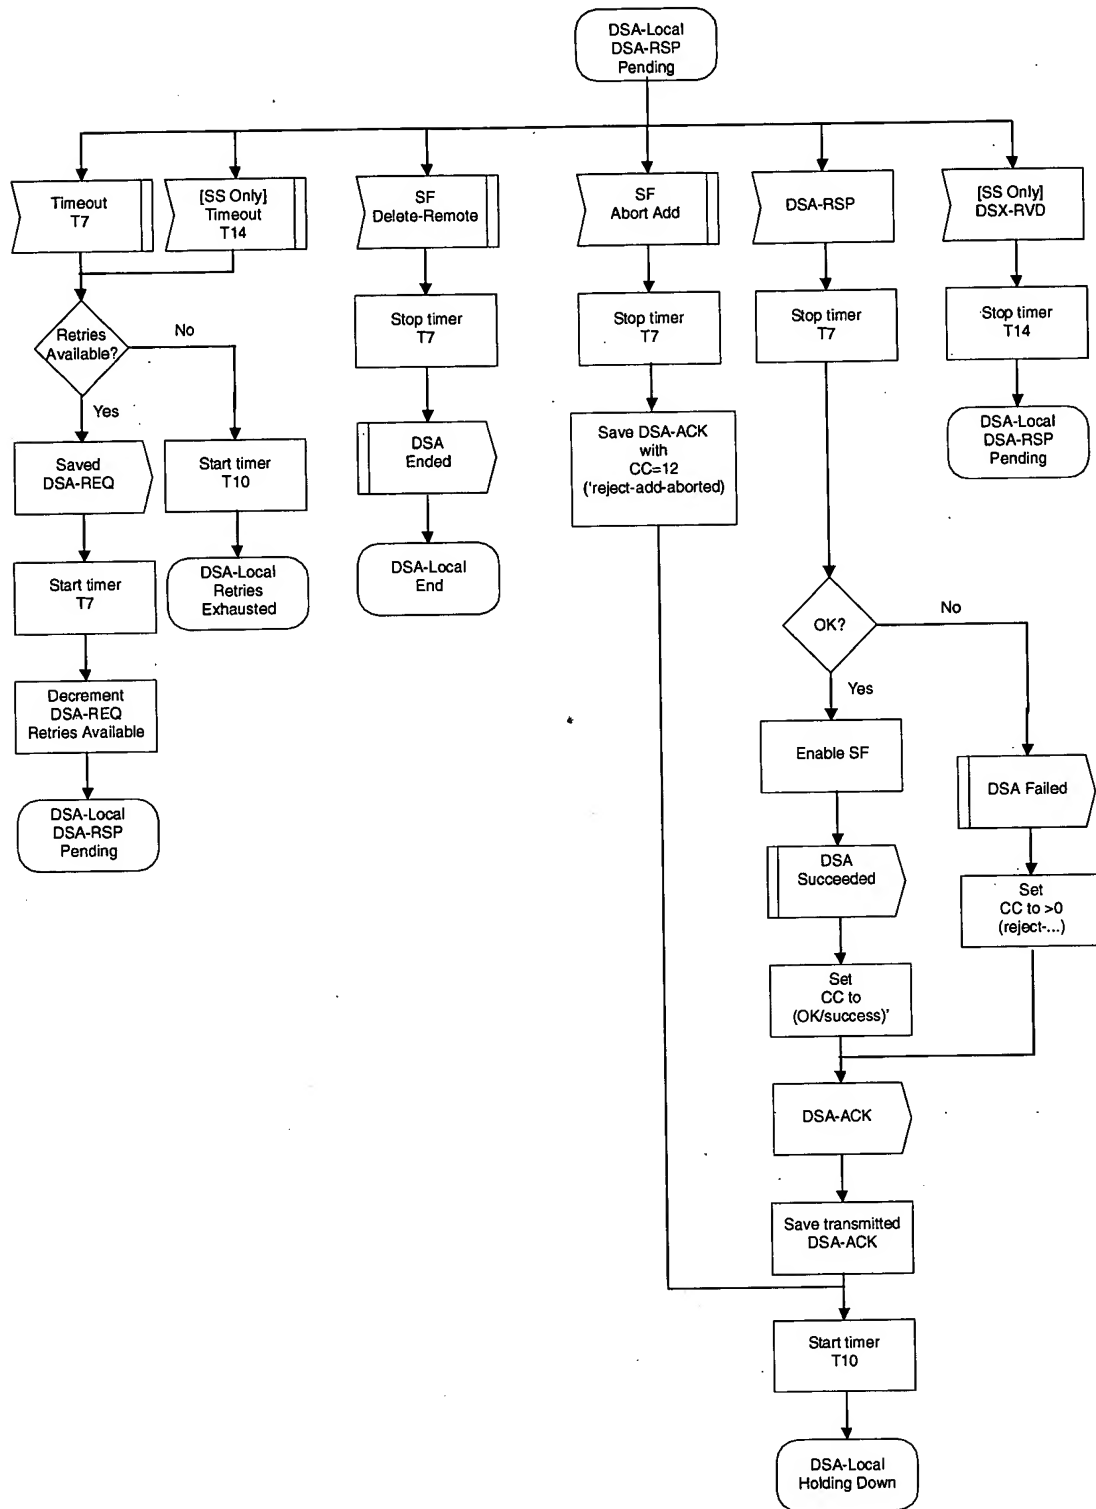 DSA-Local
DSA-RSP
Pending
Timeout
T7
[SS Only]
Timeout
T14
SF
Delete-Remote
SF
Abort Add
DSA-RSP
[SS Only]
DSX-RVD
Retries
Available?
No
Yes
Stop timer
T7
Stop timer
T7
Stop timer
T7
Stop timer
T14
Saved
DSA-REQ
Start timer
T10
DSA
Ended
Save DSA-ACK
with
CC=12
('reject-add-aborted)
DSA-Local
DSA-RSP
Pending
Start timer
T7
DSA-Local
Retries
Exhausted
DSA-Local
End
OK?
No
Yes
Decrement
DSA-REQ
Retries Available
Enable SF
DSA Failed
DSA-Local
DSA-RSP
Pending
DSA
Succeeded
Set
CC to >0
(reject-...)
Set
CC to
(OK/success)'
DSA-ACK
Save transmitted
DSA-ACK
Start timer
T10
DSA-Local
Holding Down